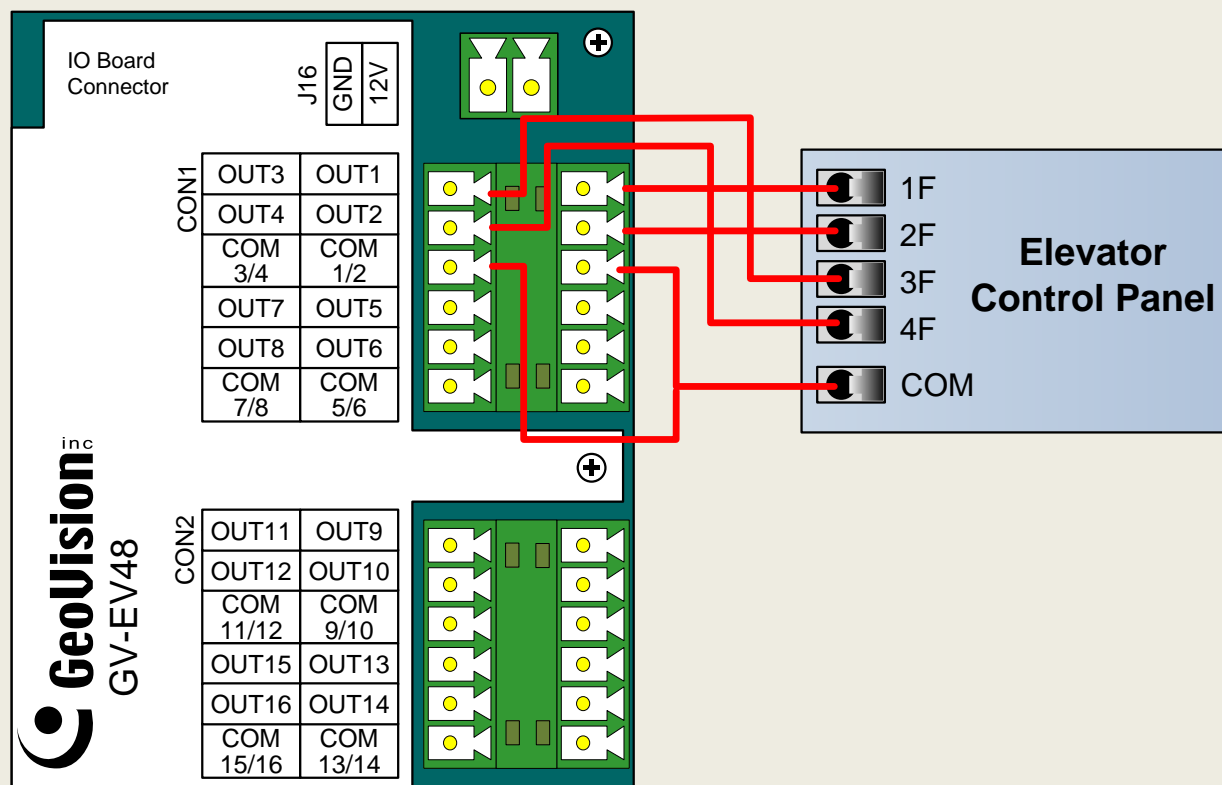 IO Board
Connector
J16
GND
12V
CON1
OUT3 OUT1
OUT4 OUT2
COM COM
3/4 1/2
OUT7 OUT5
OUT8 OUT6
COM COM
7/8 5/6
1F
2F
3F
4F
COM
Elevator
Control Panel
GeoVision inc
GV-EV48
CON2
OUT11 OUT9
OUT12 OUT10
COM COM
11/12 9/10
OUT15 OUT13
OUT16 OUT14
COM COM
15/16 13/14